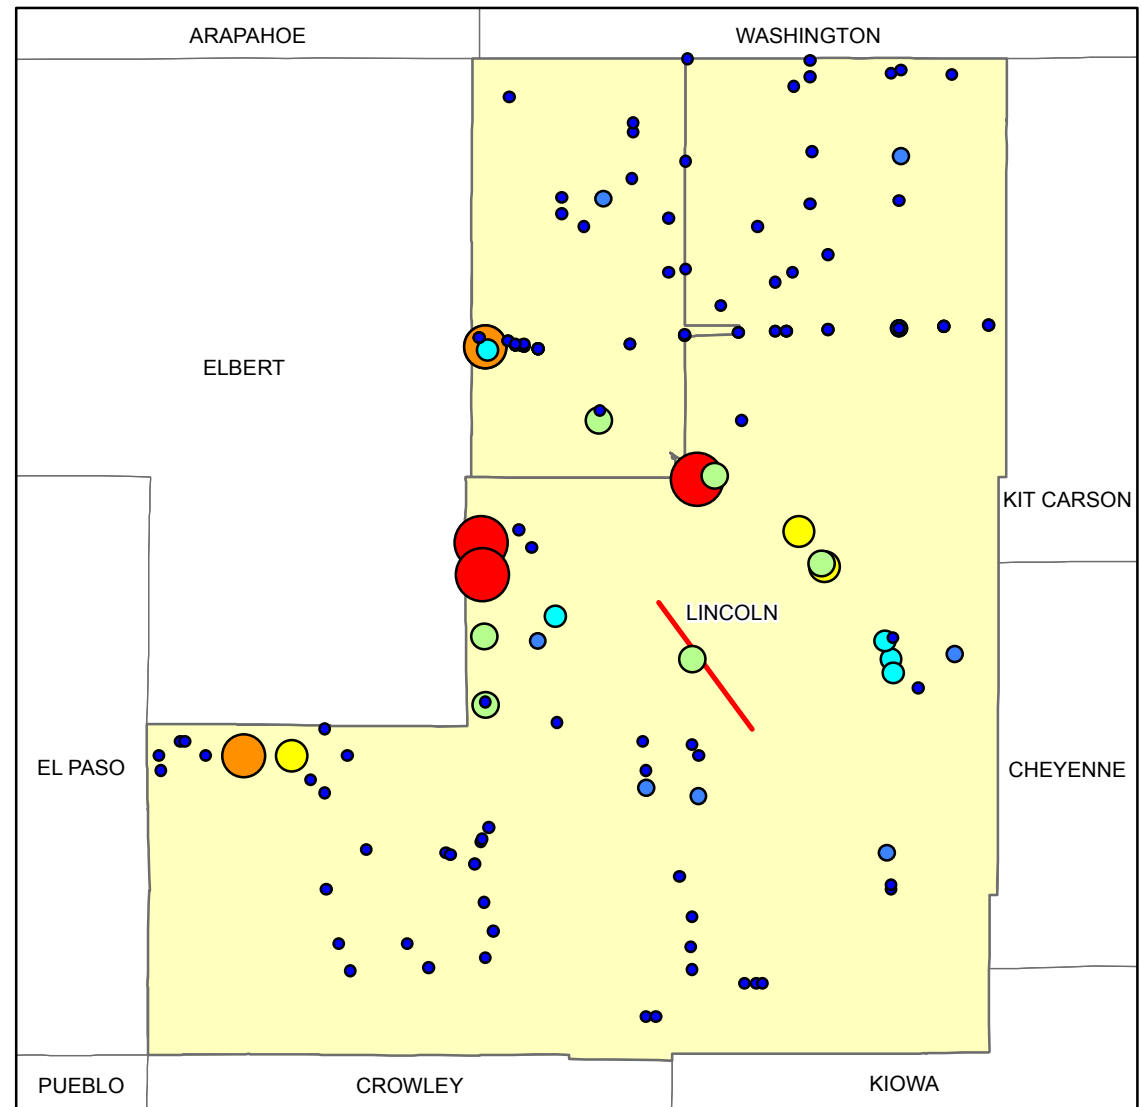 ARAPAHOE
WASHINGTON
ELBERT
KIT CARSON
LINCOLN
EL PASO
CHEYENNE
PUEBLO
CROWLEY
KIOWA